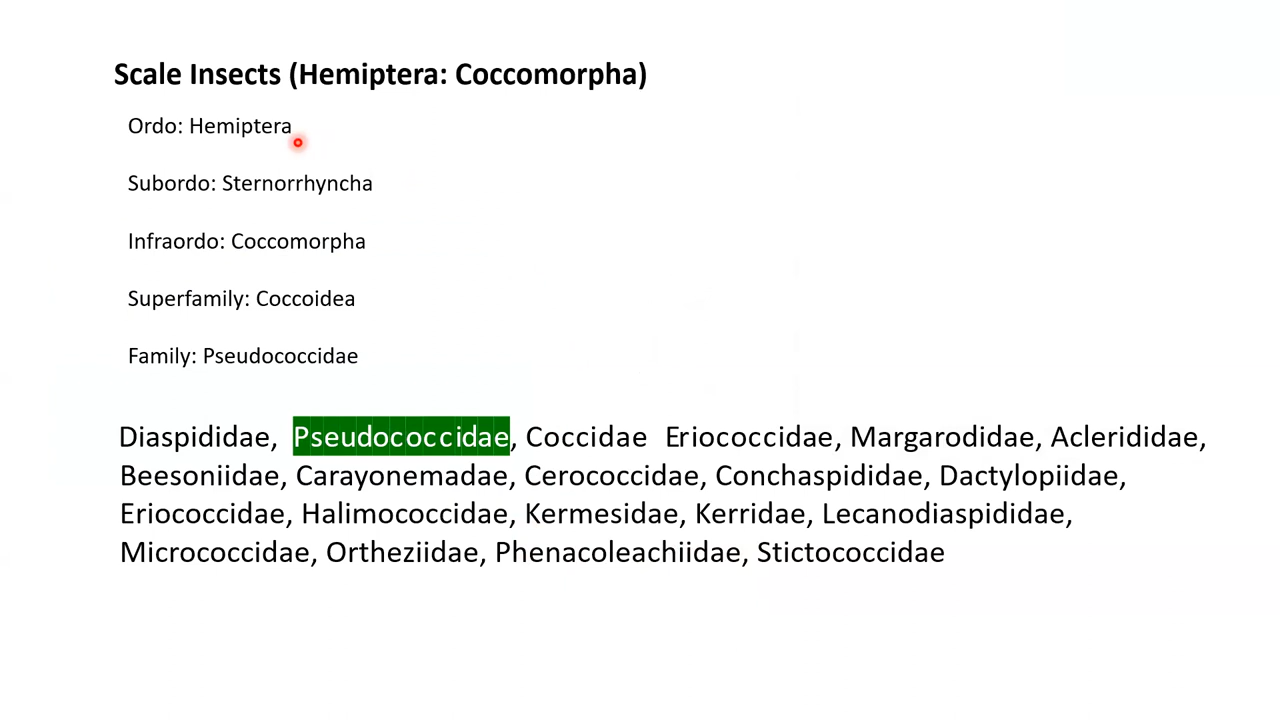 Scale Insects (Hemiptera: Coccomorpha)
Ordo: Hemiptera
Subordo: Sternorrhyncha
Infraordo: Coccomorpha
Superfamily: Coccoidea
Family: Pseudococcidae
Diaspididae, Pseudococcidae, Coccidae Eriococcidae, Margarodidae, Aclerididae,
Beesoniidae, Carayonemadae, Cerococcidae, Conchaspididae, Dactylopiidae,
Eriococcidae, Halimococcidae, Kermesidae, Kerridae, Lecanodiaspididae,
Micrococcidae, Ortheziidae, Phenacoleachiidae, Stictococcidae